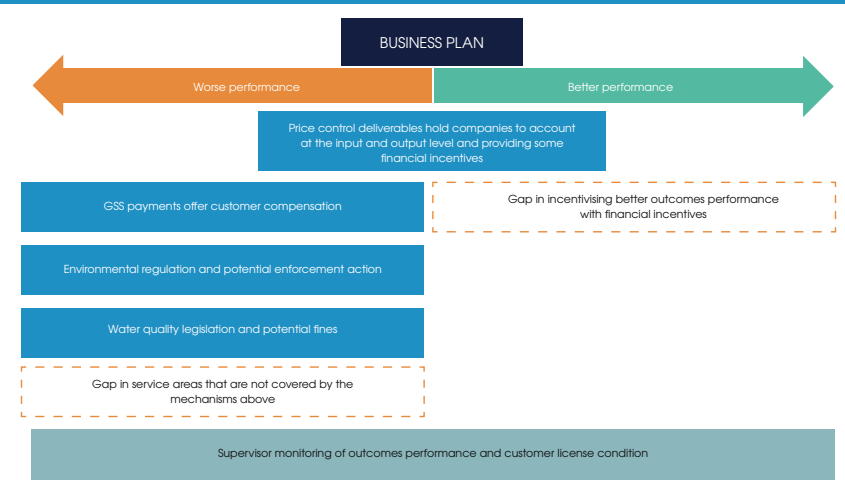 BUSINESS PLAN
Worse performance
Better performance
Price control deliverables hold companies to account
at the input and output level and providing some
financial incentives
GSS payments offer customer compensation
Gap in incentivising better outcomes performance
with financial incentives
Environmental regulation and potential enforcement action
Water quality legislation and potential fines
Gap in service areas that are not covered by the
mechanisms above
Supervisor monitoring of outcomes performance and customer license condition